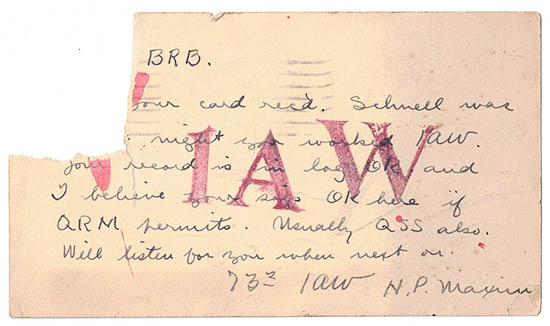 BRB.
Your card rec'd. Schnell was
night you worked 1AW.
Your record is in log OK and
I believe your sigs OK here if
QRM permits. Usually QSS also.
Will listen for you when next on.
73s 1AW H.P. Maxim
1AW